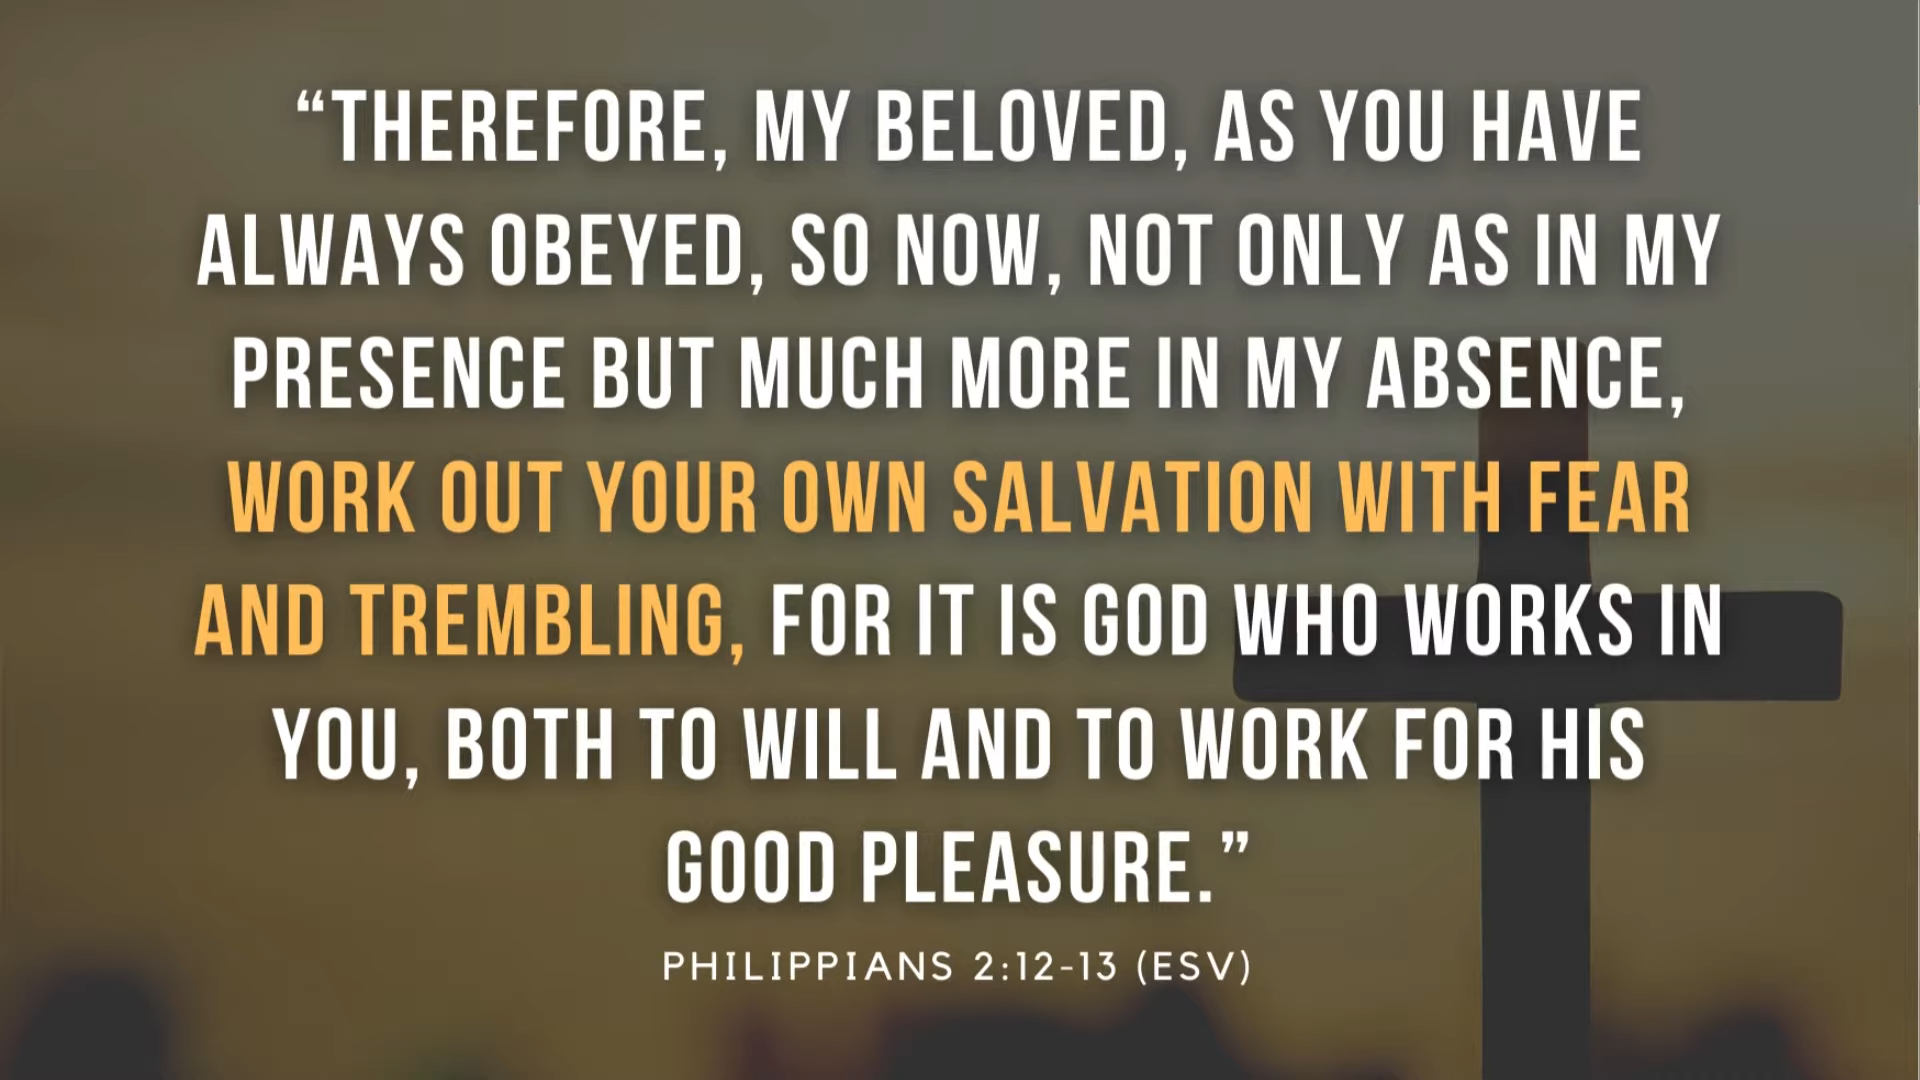 “THEREFORE, MY BELOVED, AS YOU HAVE
ALWAYS OBEYED, SO NOW, NOT ONLY AS IN MY
PRESENCE BUT MUCH MORE IN MY ABSENCE,
WORK OUT YOUR OWN SALVATION WITH FEAR
AND TREMBLING, FOR IT IS GOD WHO WORKS IN
YOU, BOTH TO WILL AND TO WORK FOR HIS
GOOD PLEASURE.”
PHILIPPIANS 2:12-13 (ESV)